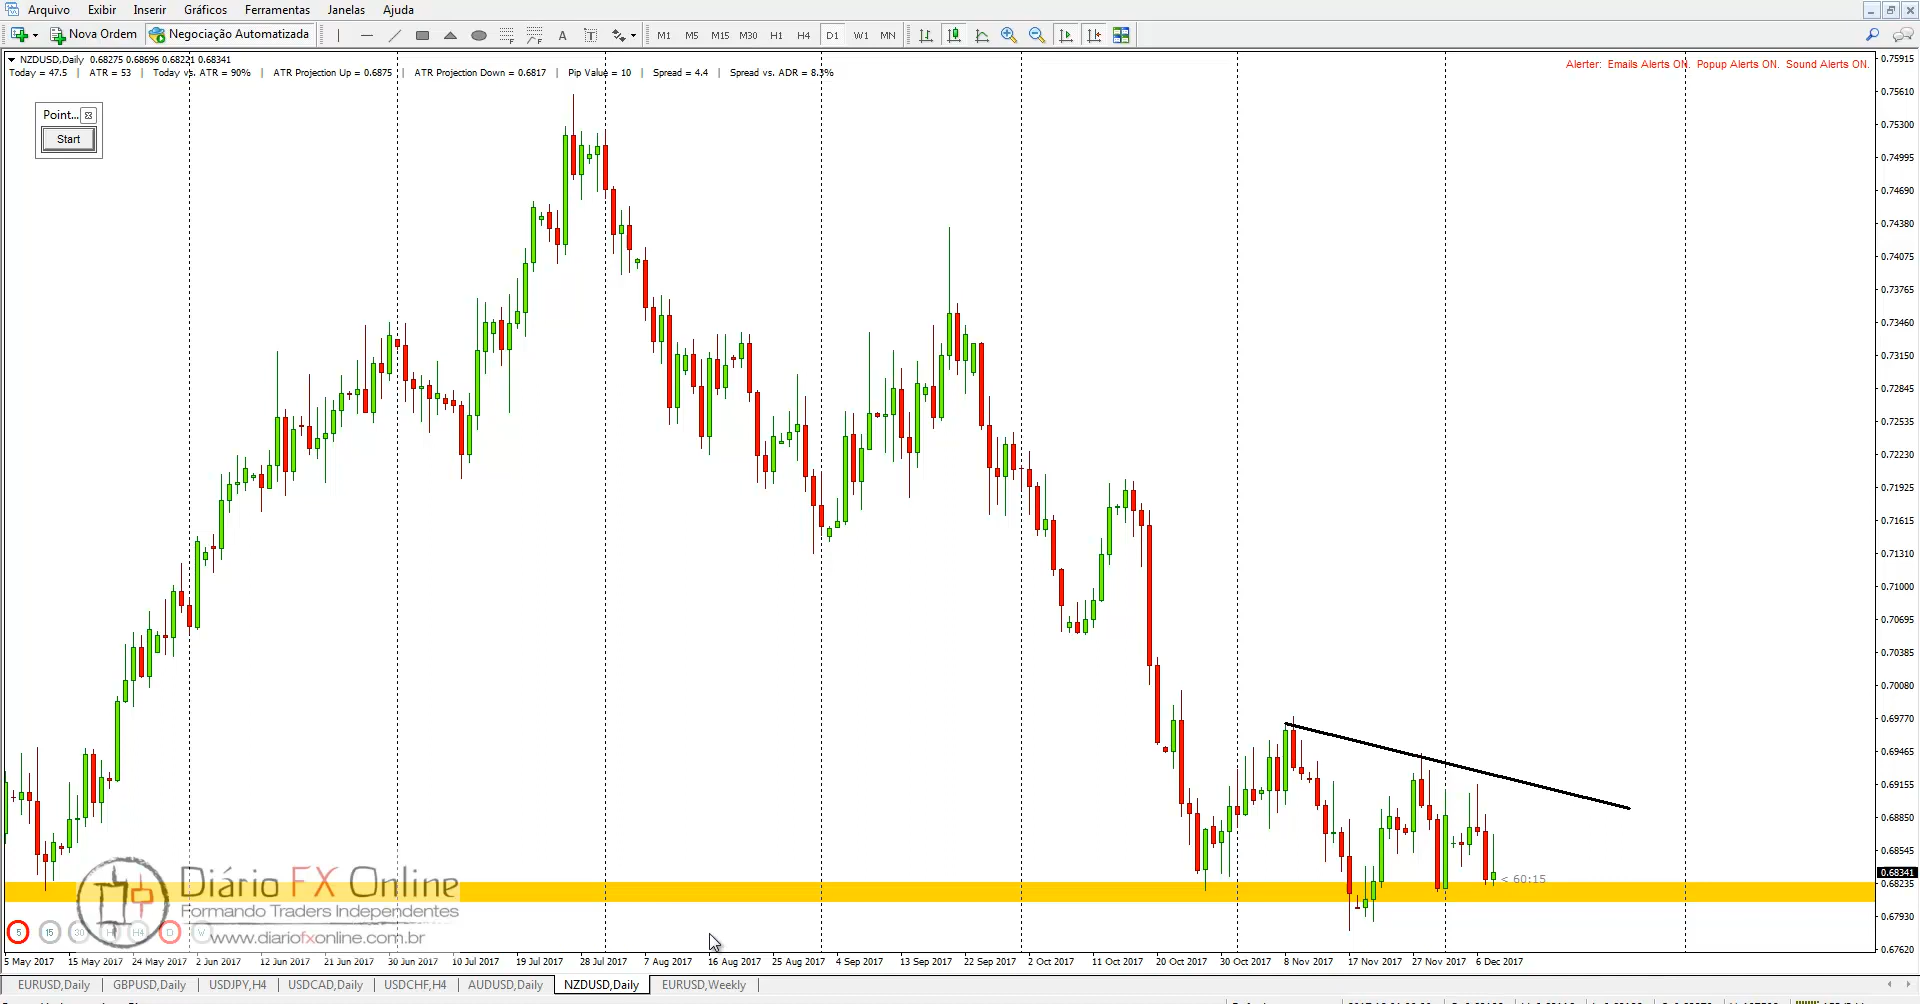 Arquivo Exibir Inserir Gráficos Ferramentas Janelas Ajuda
Nova Ordem Negociação Automatizada A T M1 M5 M15 M30 H1 H4 D1 W1 MN
NZDUSD,Daily 0.68275 0.68696 0.68221 0.68341
Today = 47.5 | ATR = 53 | Today vs. ATR = 90% | ATR Projection Up = 0.6875 | ATR Projection Down = 0.6817 | Pip Value = 10 | Spread = 4.4 | Spread vs. ADR = 8.3%
Alerter: Emails Alerts ON. Popup Alerts ON. Sound Alerts ON.
Point...
Start
0.75915
0.75610
0.75300
0.74995
0.74690
0.74380
0.74075
0.73765
0.73460
0.73150
0.72845
0.72535
0.72230
0.71925
0.71615
0.71310
0.71000
0.70695
0.70385
0.70080
0.69770
0.69465
0.69155
0.68850
0.68545
0.68341
0.68235
0.67930
0.67620
< 60:15
Diário FX Online
Formando Traders Independentes
www.diariofxonline.com.br
5 15 30 H H4 D W
5 May 2017 15 May 2017 24 May 2017 2 Jun 2017 12 Jun 2017 21 Jun 2017 30 Jun 2017 10 Jul 2017 19 Jul 2017 28 Jul 2017 7 Aug 2017 16 Aug 2017 25 Aug 2017 4 Sep 2017 13 Sep 2017 22 Sep 2017 2 Oct 2017 11 Oct 2017 20 Oct 2017 30 Oct 2017 8 Nov 2017 17 Nov 2017 27 Nov 2017 6 Dec 2017
EURUSD,Daily GBPUSD,Daily USDJPY,H4 USDCAD,Daily USDCHF,H4 AUDUSD,Daily NZDUSD,Daily EURUSD,Weekly